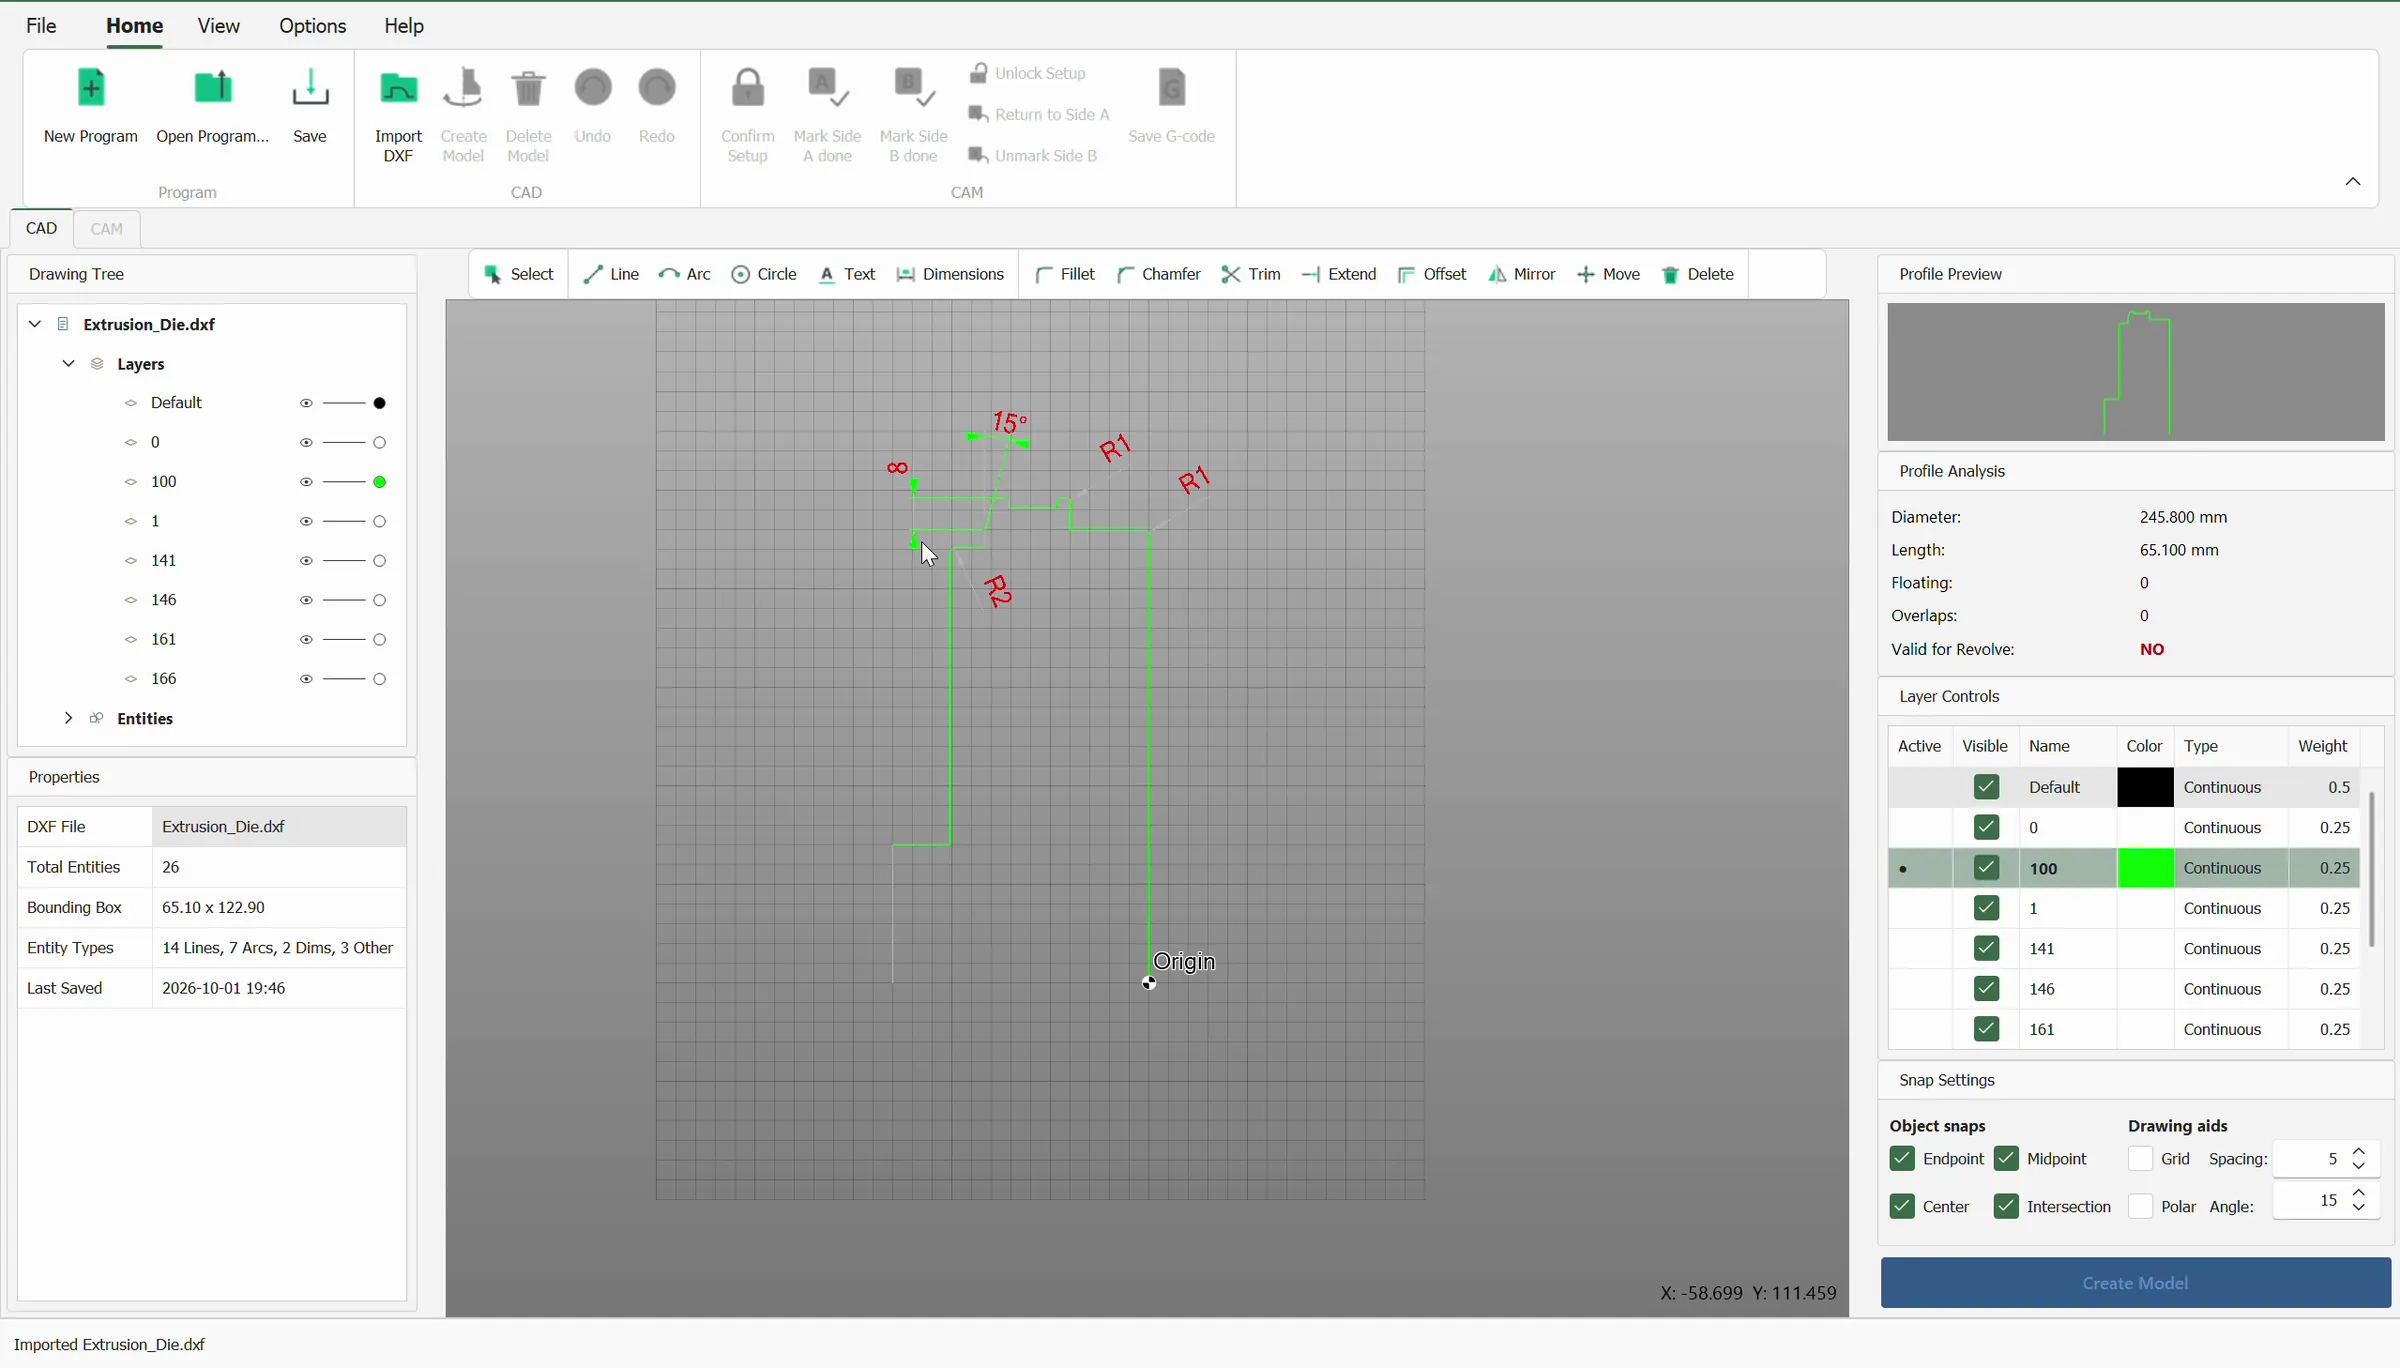 File Home View Options Help
New Program Open Program... Save
Program
Import DXF Create Model Delete Model Undo Redo
CAD
Confirm Setup Mark Side A done Mark Side B done
Unlock Setup
Return to Side A
Unmark Side B
Save G-code
CAM
CAD CAM
Drawing Tree
Extrusion_Die.dxf
Layers
Default
0
100
1
141
146
161
166
Entities
Properties
DXF File Extrusion_Die.dxf
Total Entities 26
Bounding Box 65.10 x 122.90
Entity Types 14 Lines, 7 Arcs, 2 Dims, 3 Other
Last Saved 2026-10-01 19:46
Select Line Arc Circle Text Dimensions Fillet Chamfer Trim Extend Offset Mirror Move Delete
15°
8
R1
R1
R2
Origin
X: -58.699 Y: 111.459
Profile Preview
Profile Analysis
Diameter: 245.800 mm
Length: 65.100 mm
Floating: 0
Overlaps: 0
Valid for Revolve: NO
Layer Controls
Active Visible Name Color Type Weight
Default Continuous 0.5
0 Continuous 0.25
100 Continuous 0.25
1 Continuous 0.25
141 Continuous 0.25
146 Continuous 0.25
161 Continuous 0.25
Snap Settings
Object snaps Drawing aids
Endpoint Midpoint Grid Spacing: 5
Center Intersection Polar Angle: 15
Create Model
Imported Extrusion_Die.dxf